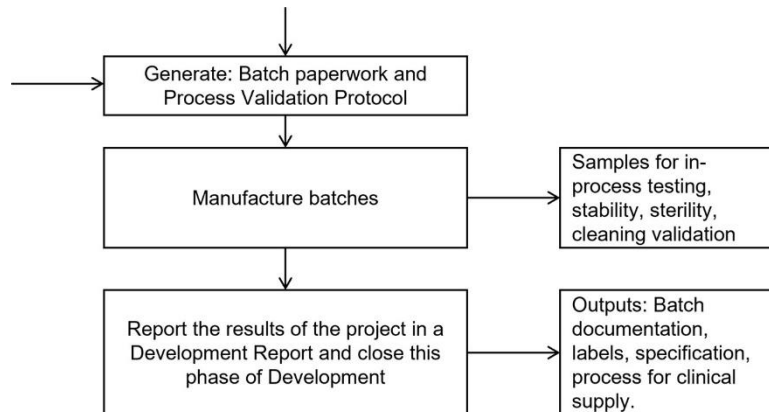 Generate: Batch paperwork and
Process Validation Protocol
Manufacture batches
Samples for in-
process testing,
stability, sterility,
cleaning validation
Report the results of the project in a
Development Report and close this
phase of Development
Outputs: Batch
documentation,
labels, specification,
process for clinical
supply.